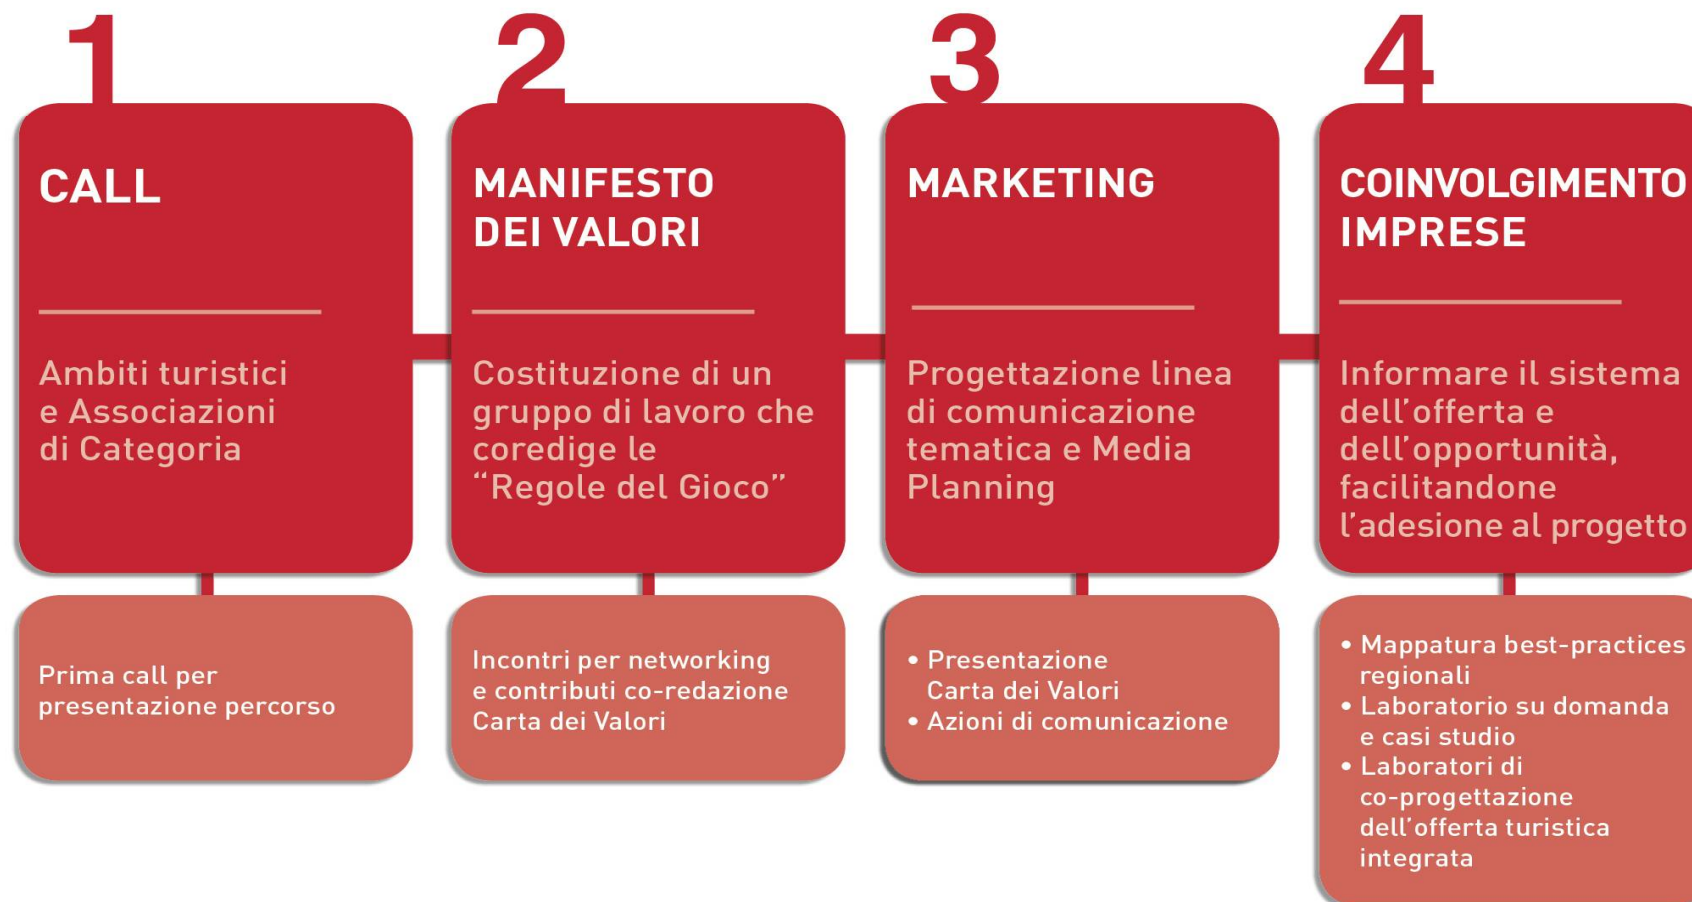 1
CALL
Ambiti turistici
e Associazioni
di Categoria
Prima call per
presentazione percorso
2
MANIFESTO
DEI VALORI
Costituzione di un
gruppo di lavoro che
coredige le
“Regole del Gioco”
Incontri per networking
e contributi co-redazione
Carta dei Valori
3
MARKETING
Progettazione linea
di comunicazione
tematica e Media
Planning
• Presentazione
Carta dei Valori
• Azioni di comunicazione
4
COINVOLGIMENTO
IMPRESE
Informare il sistema
dell’offerta e
dell’opportunità,
facilitandone
l’adesione al progetto
• Mappatura best-practices
regionali
• Laboratorio su domanda
e casi studio
• Laboratori di
co-progettazione
dell’offerta turistica
integrata